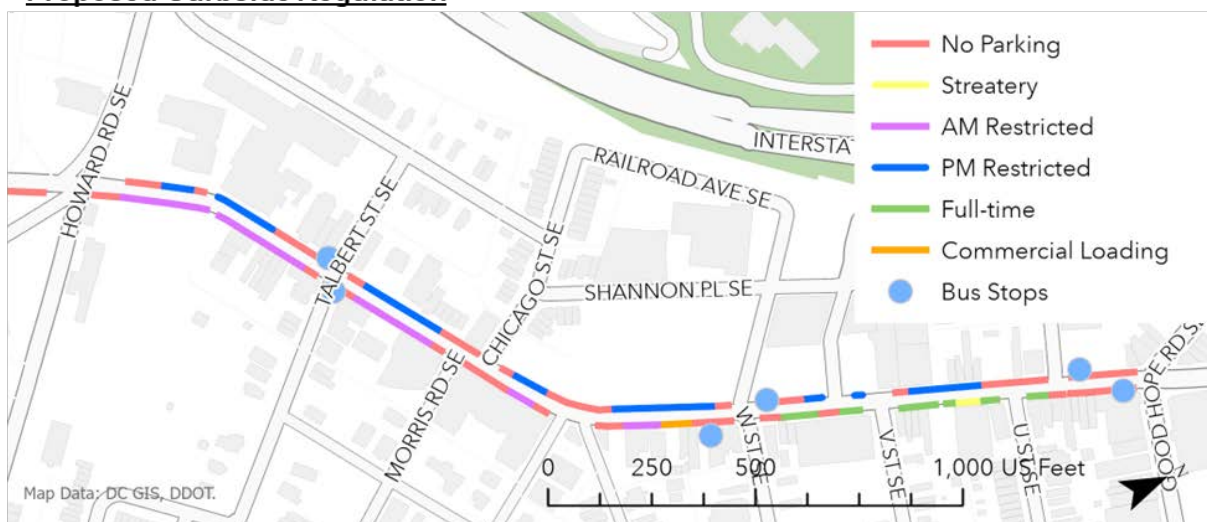 Proposed Curbside Regulation
No Parking
Streatery
AM Restricted
PM Restricted
Full-time
Commercial Loading
Bus Stops
INTERSTA
RAILROAD AVE SE
HOWARD RD SE
TALBERT ST SE
CHICAGO ST SE
SHANNON PL SE
MORRIS RD SE
W ST SE
V ST SE
U ST SE
GOOD HOPE RD SE
0 250 500 1,000 US Feet
N
Map Data: DC GIS, DDOT.